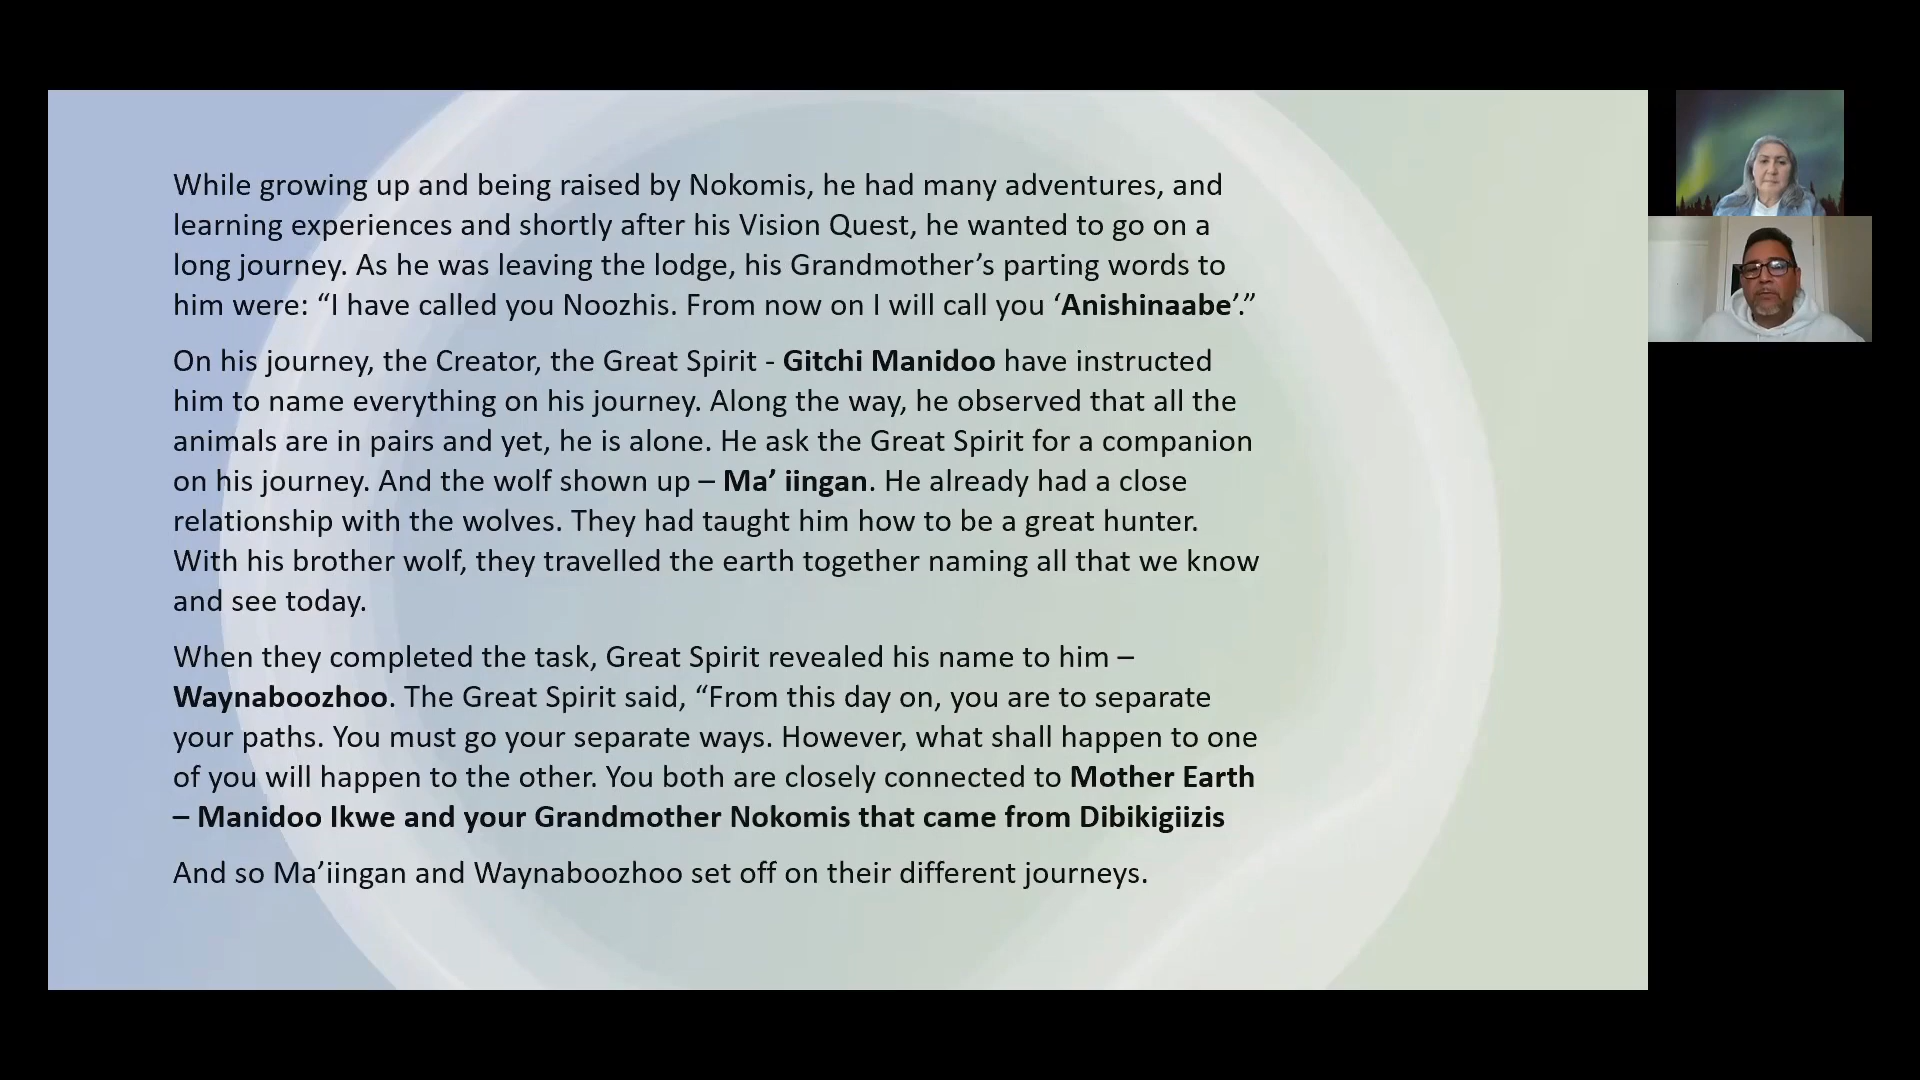 While growing up and being raised by Nokomis, he had many adventures, and
learning experiences and shortly after his Vision Quest, he wanted to go on a
long journey. As he was leaving the lodge, his Grandmother’s parting words to
him were: “I have called you Noozhis. From now on I will call you ‘Anishinaabe’.”
On his journey, the Creator, the Great Spirit - Gitchi Manidoo have instructed
him to name everything on his journey. Along the way, he observed that all the
animals are in pairs and yet, he is alone. He ask the Great Spirit for a companion
on his journey. And the wolf shown up – Ma’ iingan. He already had a close
relationship with the wolves. They had taught him how to be a great hunter.
With his brother wolf, they travelled the earth together naming all that we know
and see today.
When they completed the task, Great Spirit revealed his name to him –
Waynaboozhoo. The Great Spirit said, “From this day on, you are to separate
your paths. You must go your separate ways. However, what shall happen to one
of you will happen to the other. You both are closely connected to Mother Earth
– Manidoo Ikwe and your Grandmother Nokomis that came from Dibikigiizis
And so Ma’iingan and Waynaboozhoo set off on their different journeys.